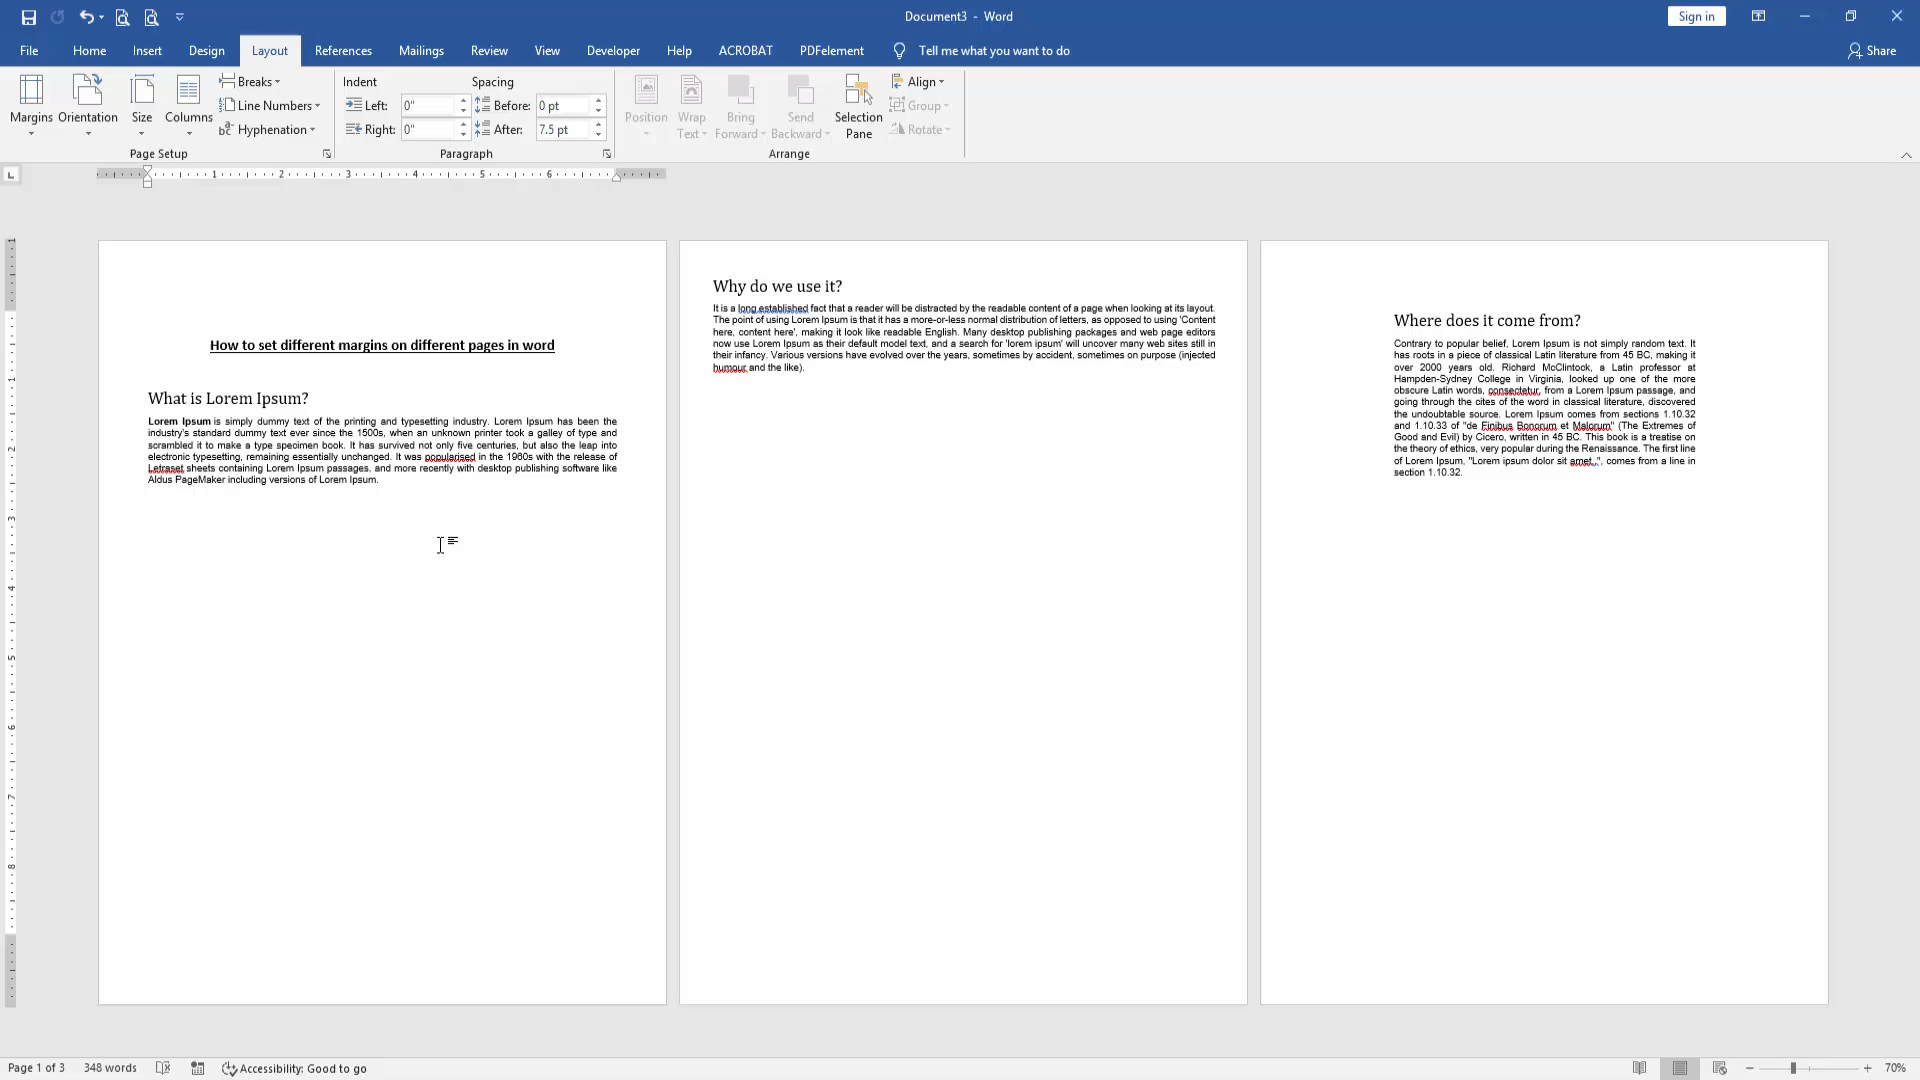 Document3 - Word
Sign in
File Home Insert Design Layout References Mailings Review View Developer Help ACROBAT PDFelement Tell me what you want to do Share
Margins
Orientation
Size
Columns
Breaks
Line Numbers
Hyphenation
Page Setup
Indent
Left: 0"
Right: 0"
Spacing
Before: 0 pt
After: 7.5 pt
Paragraph
Position
Wrap
Text
Bring
Forward
Send
Backward
Selection
Pane
Align
Group
Rotate
Arrange
1 2 3 4 5 6
1
1
2
3
4
5
6
7
8
How to set different margins on different pages in word
What is Lorem Ipsum?
Lorem Ipsum is simply dummy text of the printing and typesetting industry. Lorem Ipsum has been the
industry's standard dummy text ever since the 1500s, when an unknown printer took a galley of type and
scrambled it to make a type specimen book. It has survived not only five centuries, but also the leap into
electronic typesetting, remaining essentially unchanged. It was popularised in the 1960s with the release of
Letraset sheets containing Lorem Ipsum passages, and more recently with desktop publishing software like
Aldus PageMaker including versions of Lorem Ipsum.
Why do we use it?
It is a long established fact that a reader will be distracted by the readable content of a page when looking at its layout.
The point of using Lorem Ipsum is that it has a more-or-less normal distribution of letters, as opposed to using 'Content
here, content here', making it look like readable English. Many desktop publishing packages and web page editors
now use Lorem Ipsum as their default model text, and a search for 'lorem ipsum' will uncover many web sites still in
their infancy. Various versions have evolved over the years, sometimes by accident, sometimes on purpose (injected
humour and the like).
Where does it come from?
Contrary to popular belief, Lorem Ipsum is not simply random text. It
has roots in a piece of classical Latin literature from 45 BC, making it
over 2000 years old. Richard McClintock, a Latin professor at
Hampden-Sydney College in Virginia, looked up one of the more
obscure Latin words, consectetur, from a Lorem Ipsum passage, and
going through the cites of the word in classical literature, discovered
the undoubtable source. Lorem Ipsum comes from sections 1.10.32
and 1.10.33 of "de Finibus Bonorum et Malorum" (The Extremes of
Good and Evil) by Cicero, written in 45 BC. This book is a treatise on
the theory of ethics, very popular during the Renaissance. The first line
of Lorem Ipsum, "Lorem ipsum dolor sit amet..", comes from a line in
section 1.10.32.
Page 1 of 3 348 words Accessibility: Good to go 70%